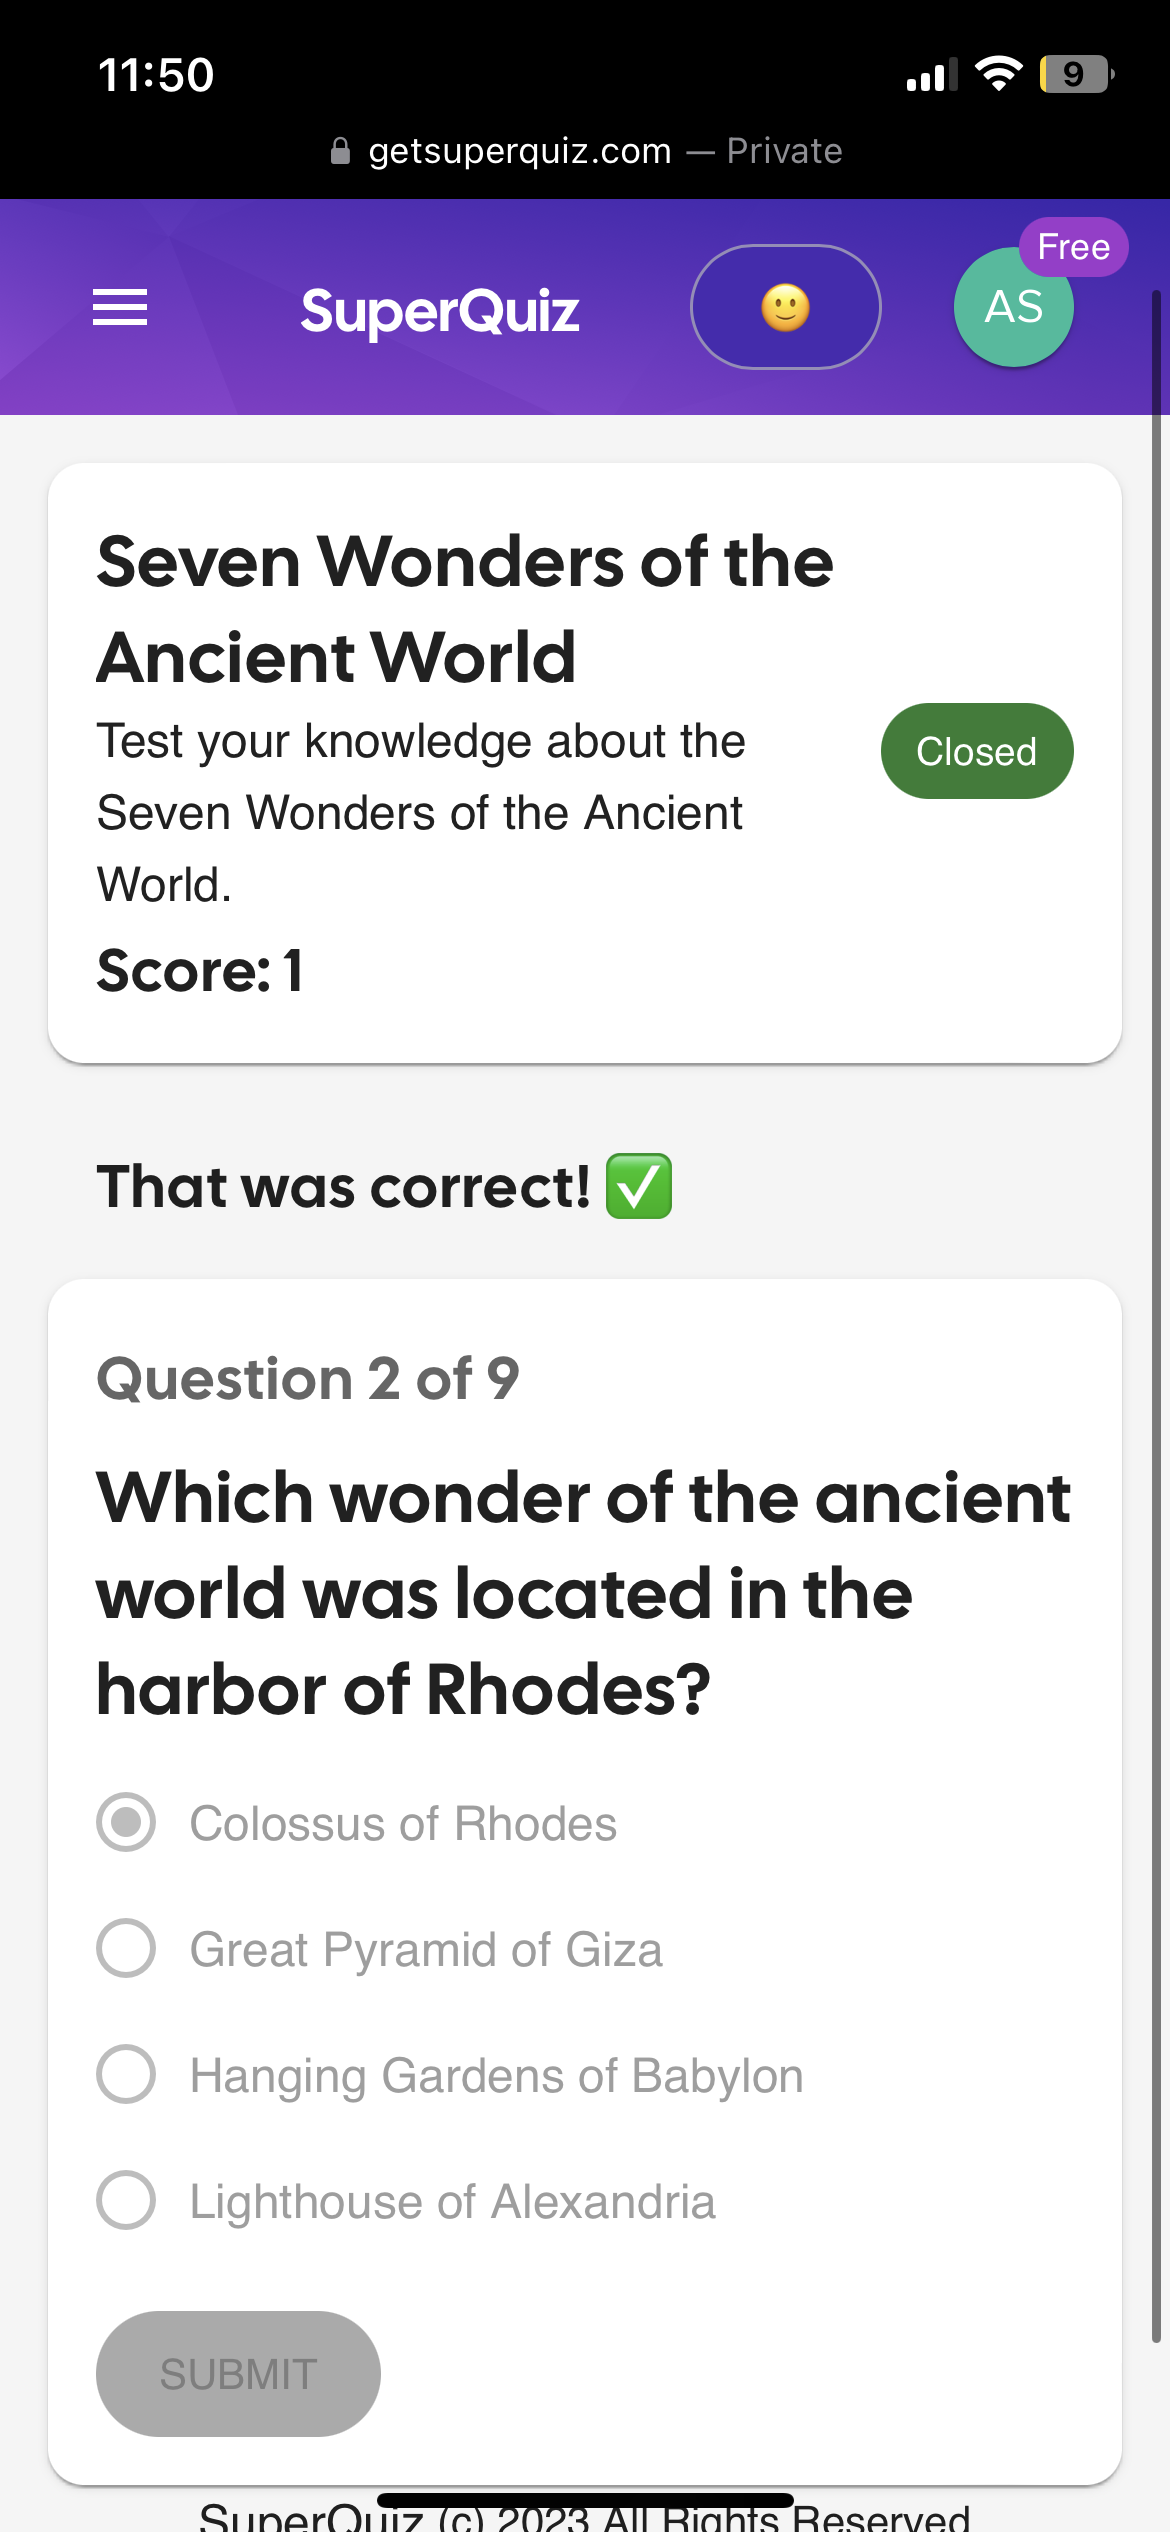 11:50
9
getsuperquiz.com — Private
SuperQuiz
AS
Free
Seven Wonders of the
Ancient World
Test your knowledge about the
Seven Wonders of the Ancient
World.
Closed
Score: 1
That was correct!
Question 2 of 9
Which wonder of the ancient
world was located in the
harbor of Rhodes?
Colossus of Rhodes
Great Pyramid of Giza
Hanging Gardens of Babylon
Lighthouse of Alexandria
SUBMIT
SuperQuiz (c) 2023 All Rights Reserved